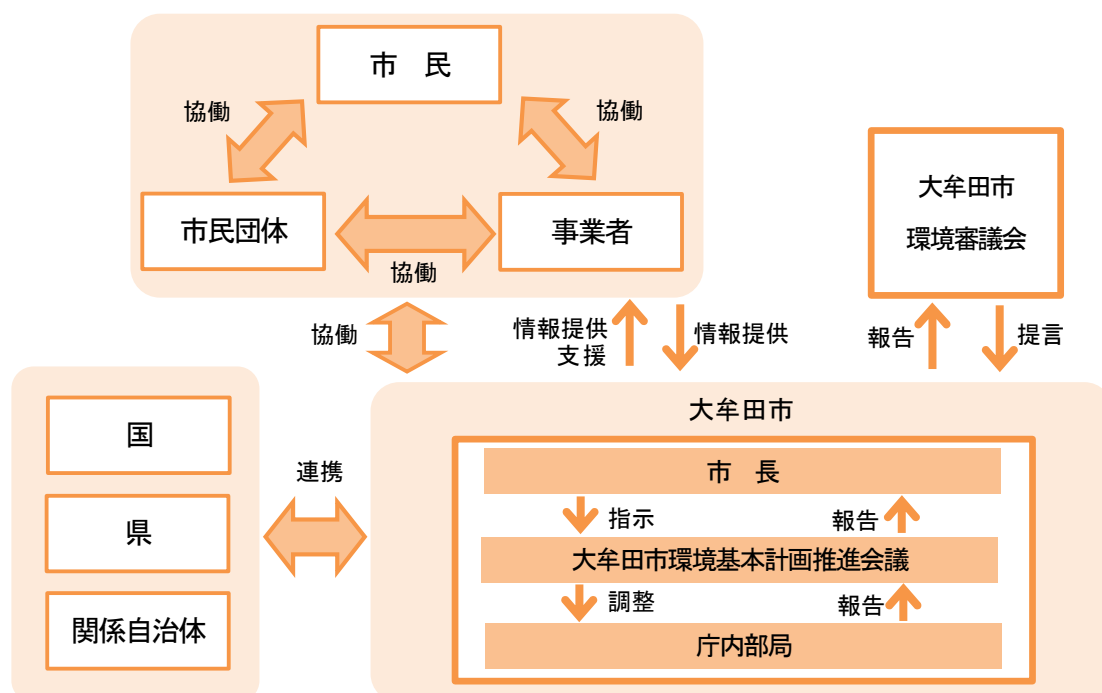 市　民
協働
協働
市民団体
事業者
協働
大牟田市
環境審議会
協働
情報提供
支援
情報提供
報告
提言
国
県
関係自治体
連携
大牟田市
市　長
指示
報告
大牟田市環境基本計画推進会議
調整
報告
庁内部局